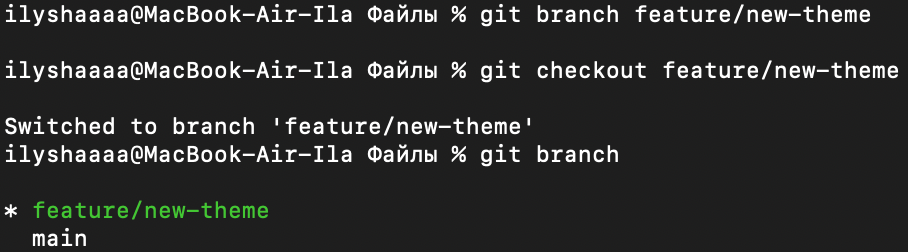 ilyshaaaa@MacBook-Air-Ila Файлы % git branch feature/new-theme
ilyshaaaa@MacBook-Air-Ila Файлы % git checkout feature/new-theme
Switched to branch 'feature/new-theme'
ilyshaaaa@MacBook-Air-Ila Файлы % git branch
* feature/new-theme
main